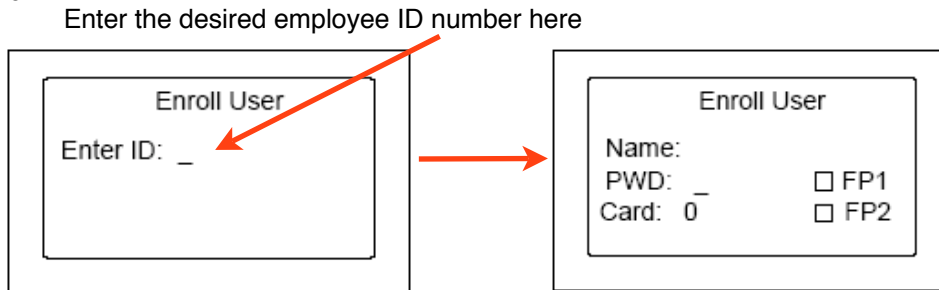 Enter the desired employee ID number here
Enroll User
Enter ID: _
Enroll User
Name:
PWD: _ □ FP1
Card: 0 □ FP2